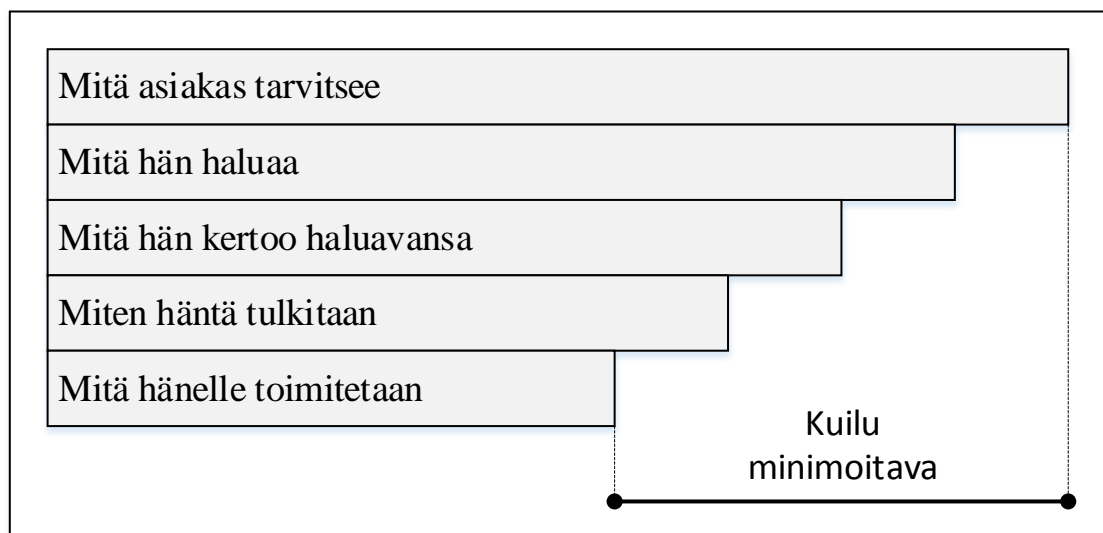 Mitä asiakas tarvitsee
Mitä hän haluaa
Mitä hän kertoo haluavansa
Miten häntä tulkitaan
Mitä hänelle toimitetaan
Kuilu
minimoitava